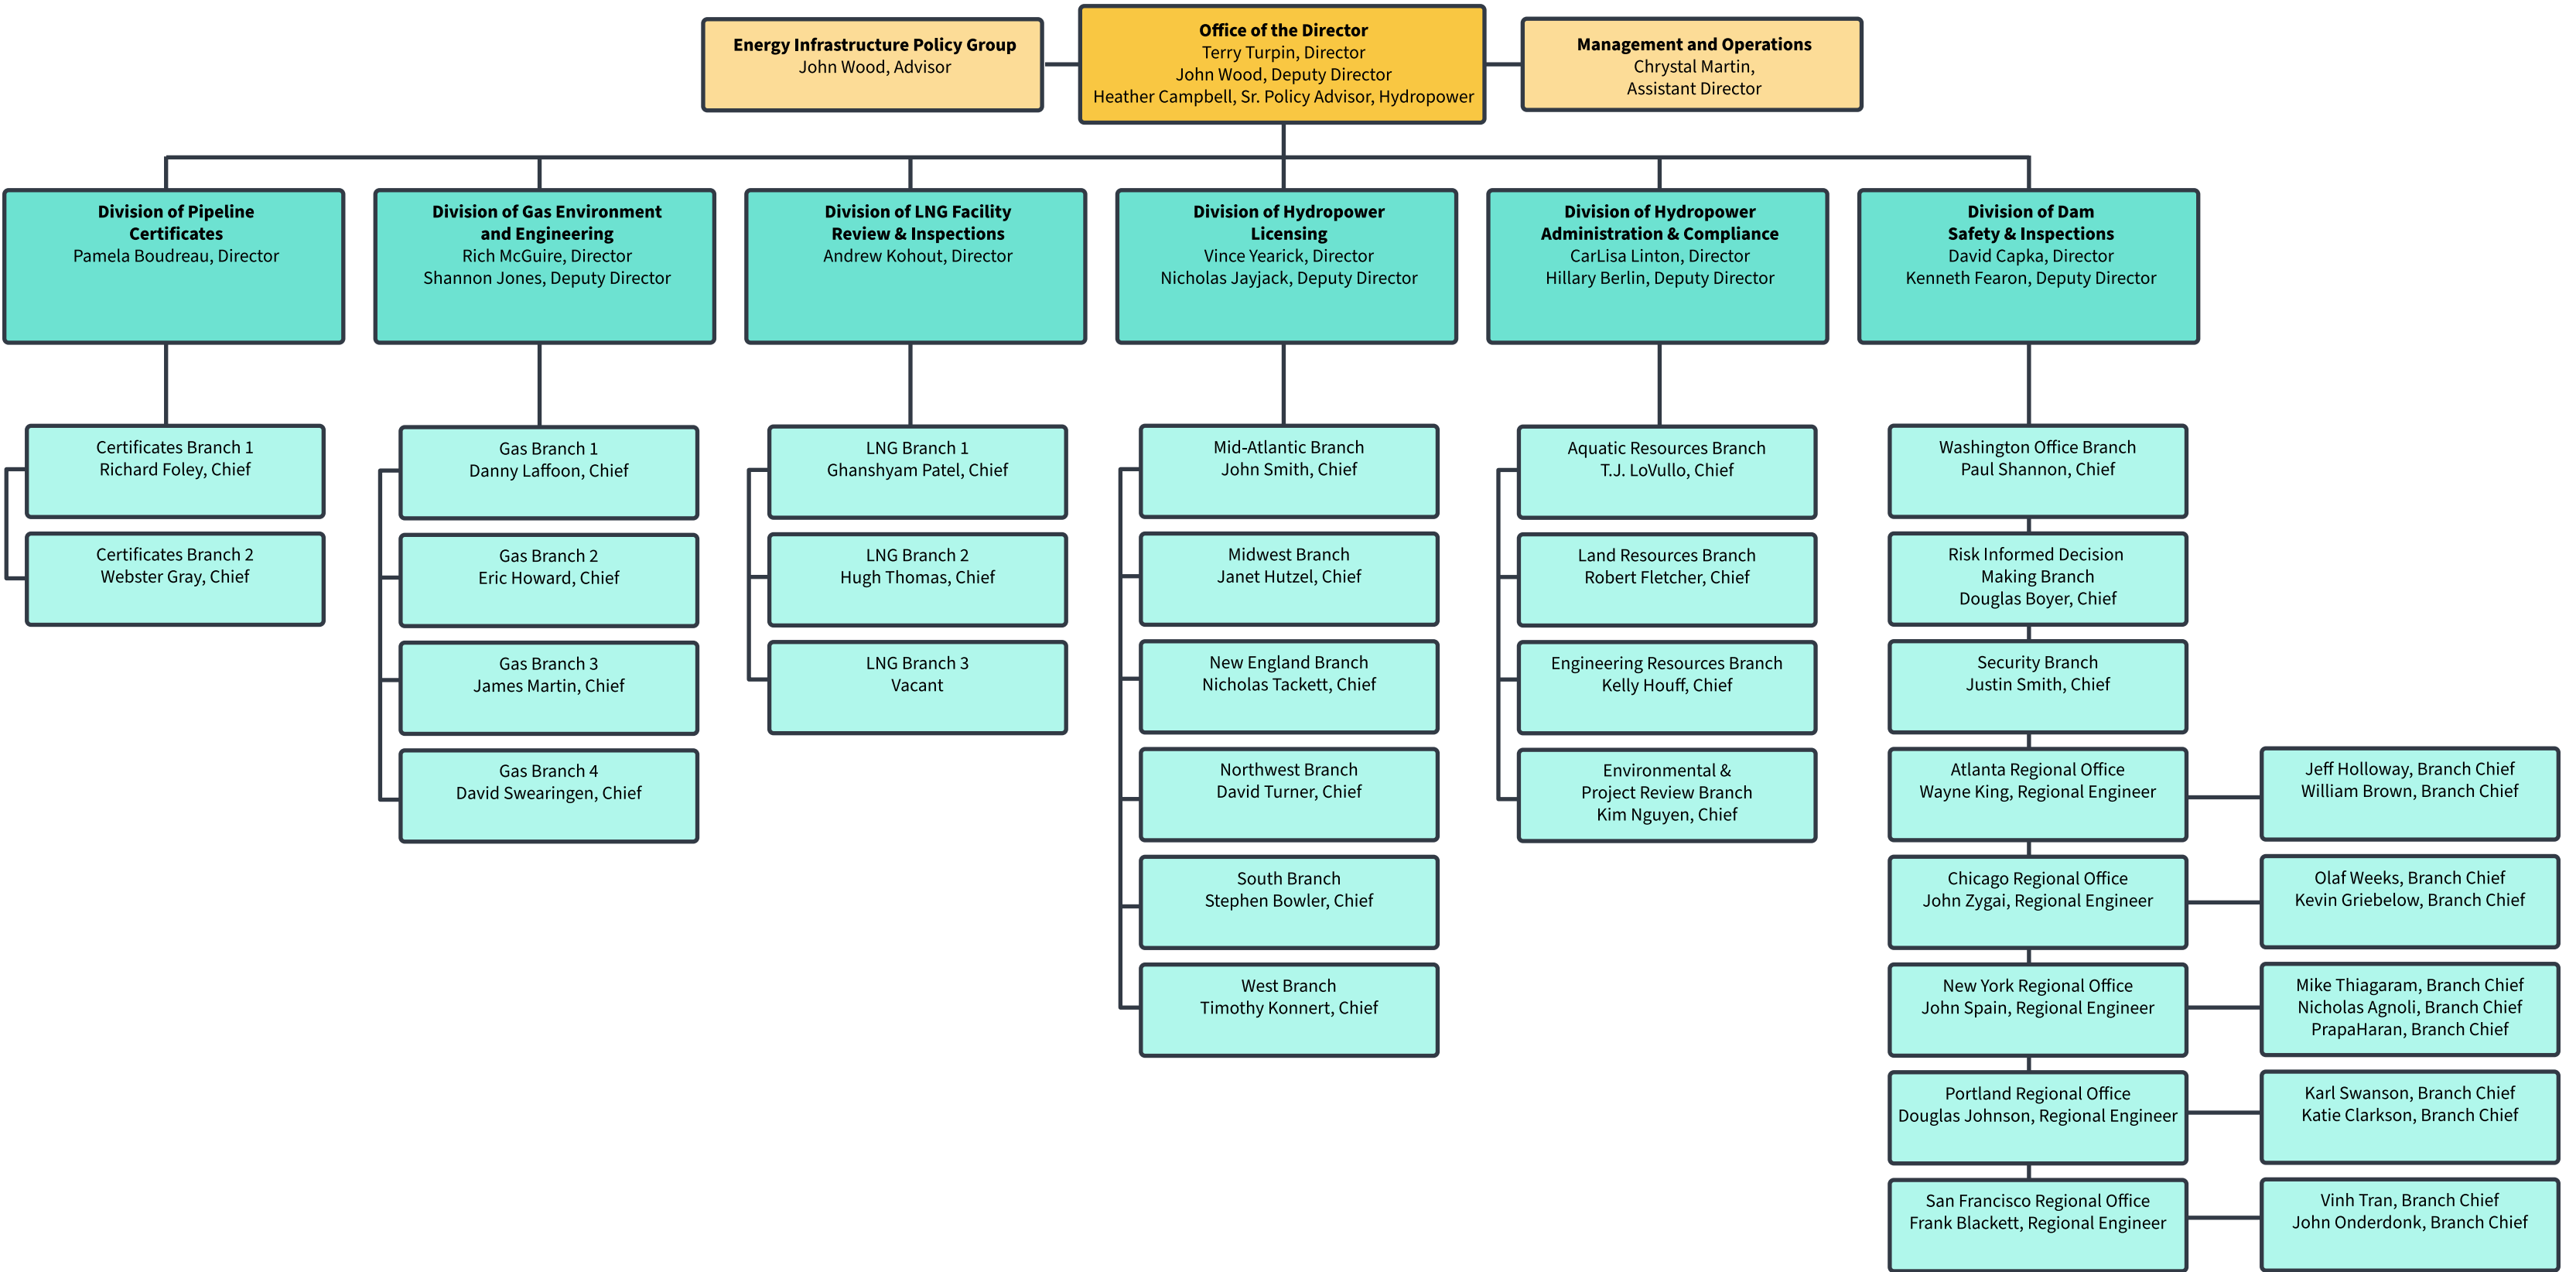 Energy Infrastructure Policy Group
John Wood, Advisor
Office of the Director
Terry Turpin, Director
John Wood, Deputy Director
Heather Campbell, Sr. Policy Advisor, Hydropower
Management and Operations
Chrystal Martin,
Assistant Director
Division of Pipeline
Certificates
Pamela Boudreau, Director
Division of Gas Environment
and Engineering
Rich McGuire, Director
Shannon Jones, Deputy Director
Division of LNG Facility
Review & Inspections
Andrew Kohout, Director
Division of Hydropower
Licensing
Vince Yearick, Director
Nicholas Jayjack, Deputy Director
Division of Hydropower
Administration & Compliance
CarLisa Linton, Director
Hillary Berlin, Deputy Director
Division of Dam
Safety & Inspections
David Capka, Director
Kenneth Fearon, Deputy Director
Certificates Branch 1
Richard Foley, Chief
Certificates Branch 2
Webster Gray, Chief
Gas Branch 1
Danny Laffoon, Chief
Gas Branch 2
Eric Howard, Chief
Gas Branch 3
James Martin, Chief
Gas Branch 4
David Swearingen, Chief
LNG Branch 1
Ghanshyam Patel, Chief
LNG Branch 2
Hugh Thomas, Chief
LNG Branch 3
Vacant
Mid-Atlantic Branch
John Smith, Chief
Midwest Branch
Janet Hutzel, Chief
New England Branch
Nicholas Tackett, Chief
Northwest Branch
David Turner, Chief
South Branch
Stephen Bowler, Chief
West Branch
Timothy Konnert, Chief
Aquatic Resources Branch
T.J. LoVullo, Chief
Land Resources Branch
Robert Fletcher, Chief
Engineering Resources Branch
Kelly Houff, Chief
Environmental &
Project Review Branch
Kim Nguyen, Chief
Washington Office Branch
Paul Shannon, Chief
Risk Informed Decision
Making Branch
Douglas Boyer, Chief
Security Branch
Justin Smith, Chief
Atlanta Regional Office
Wayne King, Regional Engineer
Jeff Holloway, Branch Chief
William Brown, Branch Chief
Chicago Regional Office
John Zygai, Regional Engineer
Olaf Weeks, Branch Chief
Kevin Griebelow, Branch Chief
New York Regional Office
John Spain, Regional Engineer
Mike Thiagaram, Branch Chief
Nicholas Agnoli, Branch Chief
PrapaHaran, Branch Chief
Portland Regional Office
Douglas Johnson, Regional Engineer
Karl Swanson, Branch Chief
Katie Clarkson, Branch Chief
San Francisco Regional Office
Frank Blackett, Regional Engineer
Vinh Tran, Branch Chief
John Onderdonk, Branch Chief